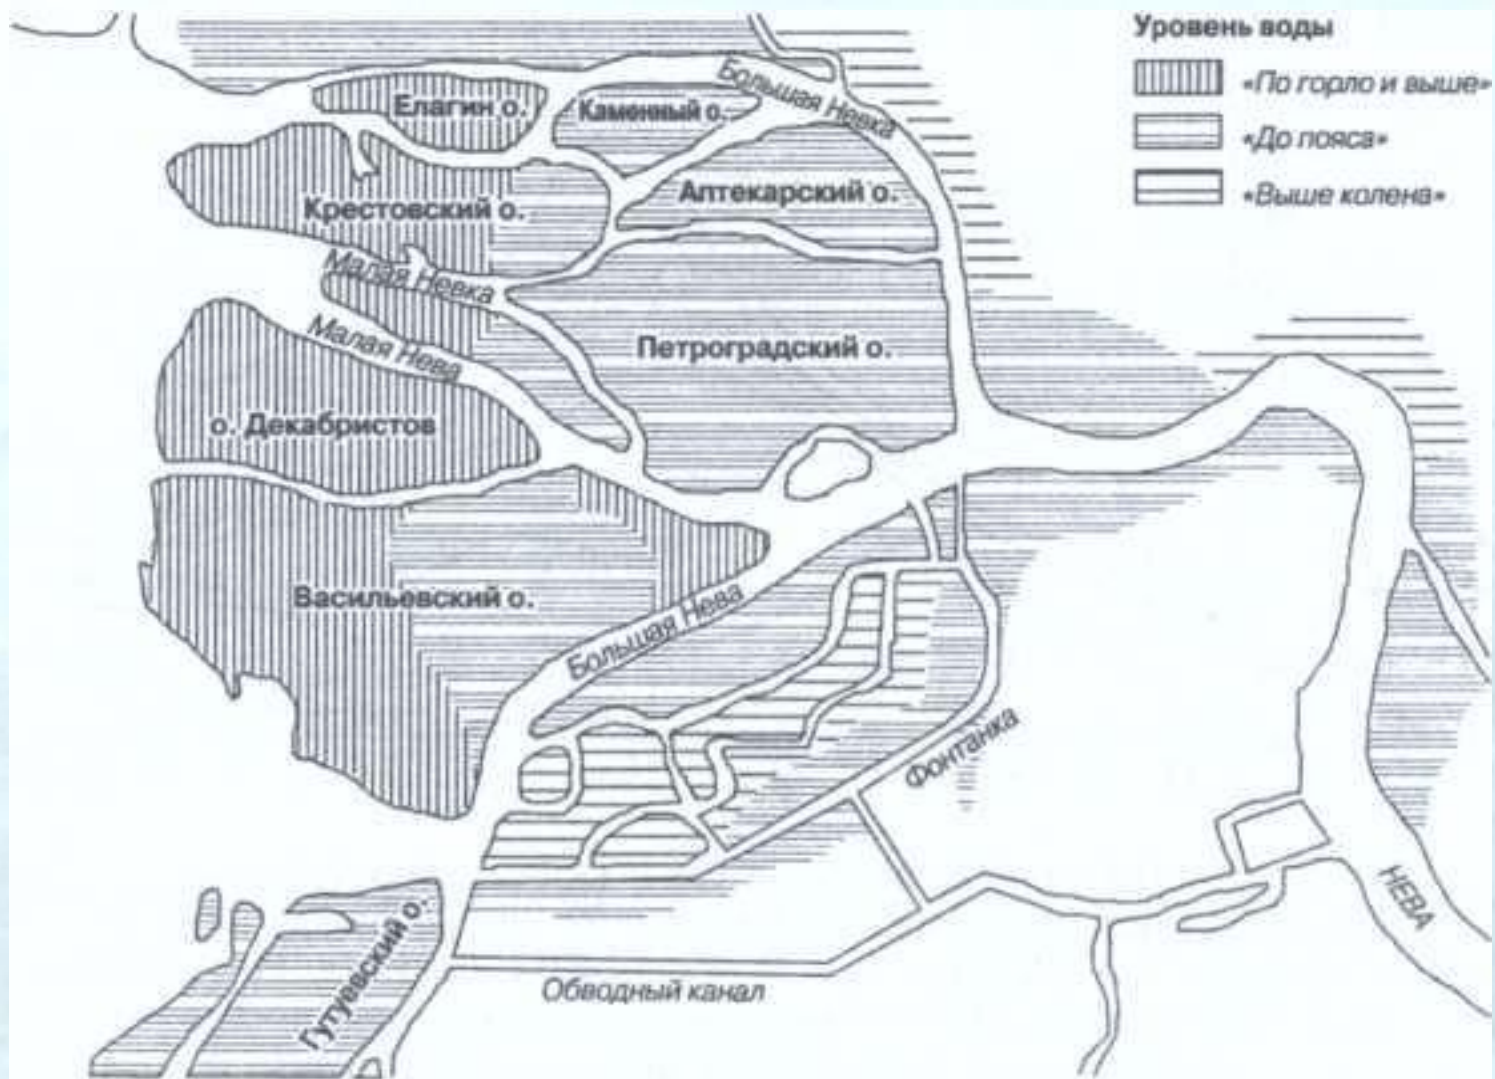 Уровень воды
«По горло и выше»
«До пояса»
«Выше колена»
Большая Невка
Елагин о.
Каменный о.
Аптекарский о.
Крестовский о.
Малая Невка
Малая Нева
Петроградский о.
о. Декабристов
Васильевский о.
Большая Нева
Фонтанка
НЕВА
Гутуевский о.
Обводный канал